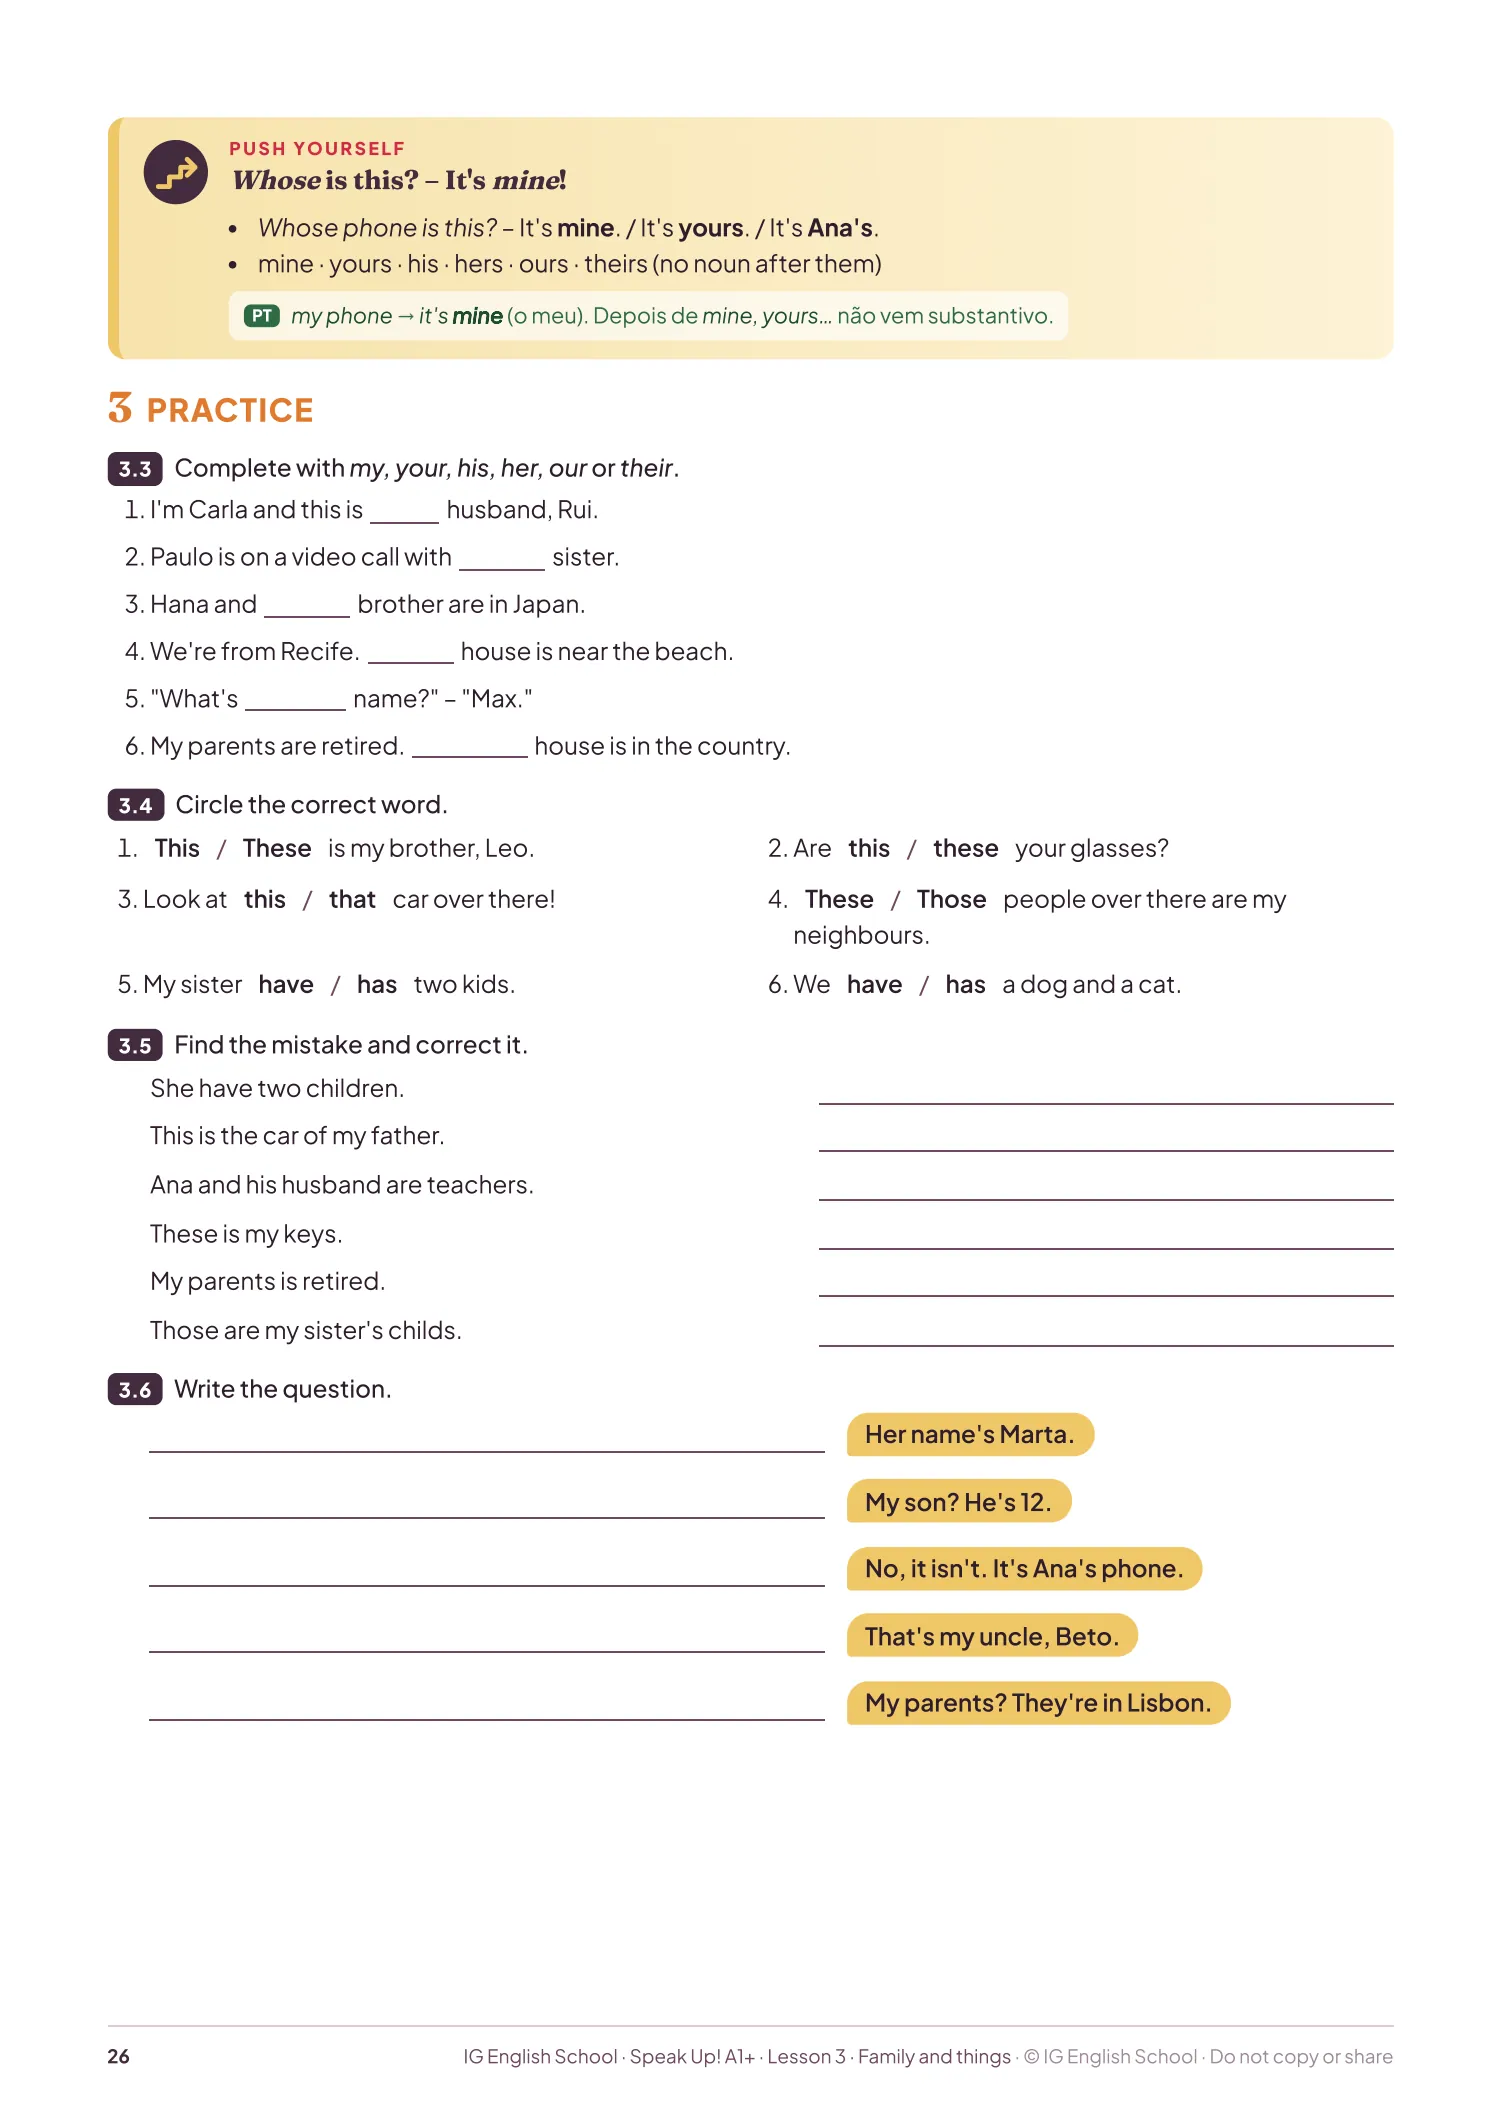 PUSH YOURSELF
Whose is this? – It's mine!
• Whose phone is this? – It's mine. / It's yours. / It's Ana's.
• mine · yours · his · hers · ours · theirs (no noun after them)
PT my phone → it's mine (o meu). Depois de mine, yours... não vem substantivo.
3 PRACTICE
3.3 Complete with my, your, his, her, our or their.
1. I'm Carla and this is ______ husband, Rui.
2. Paulo is on a video call with ______ sister.
3. Hana and ______ brother are in Japan.
4. We're from Recife. ______ house is near the beach.
5. "What's ______ name?" – "Max."
6. My parents are retired. ______ house is in the country.
3.4 Circle the correct word.
1. This / These is my brother, Leo.
2. Are this / these your glasses?
3. Look at this / that car over there!
4. These / Those people over there are my
neighbours.
5. My sister have / has two kids.
6. We have / has a dog and a cat.
3.5 Find the mistake and correct it.
She have two children.
This is the car of my father.
Ana and his husband are teachers.
These is my keys.
My parents is retired.
Those are my sister's childs.
3.6 Write the question.
Her name's Marta.
My son? He's 12.
No, it isn't. It's Ana's phone.
That's my uncle, Beto.
My parents? They're in Lisbon.
26 IG English School · Speak Up! A1+ · Lesson 3 · Family and things · © IG English School · Do not copy or share